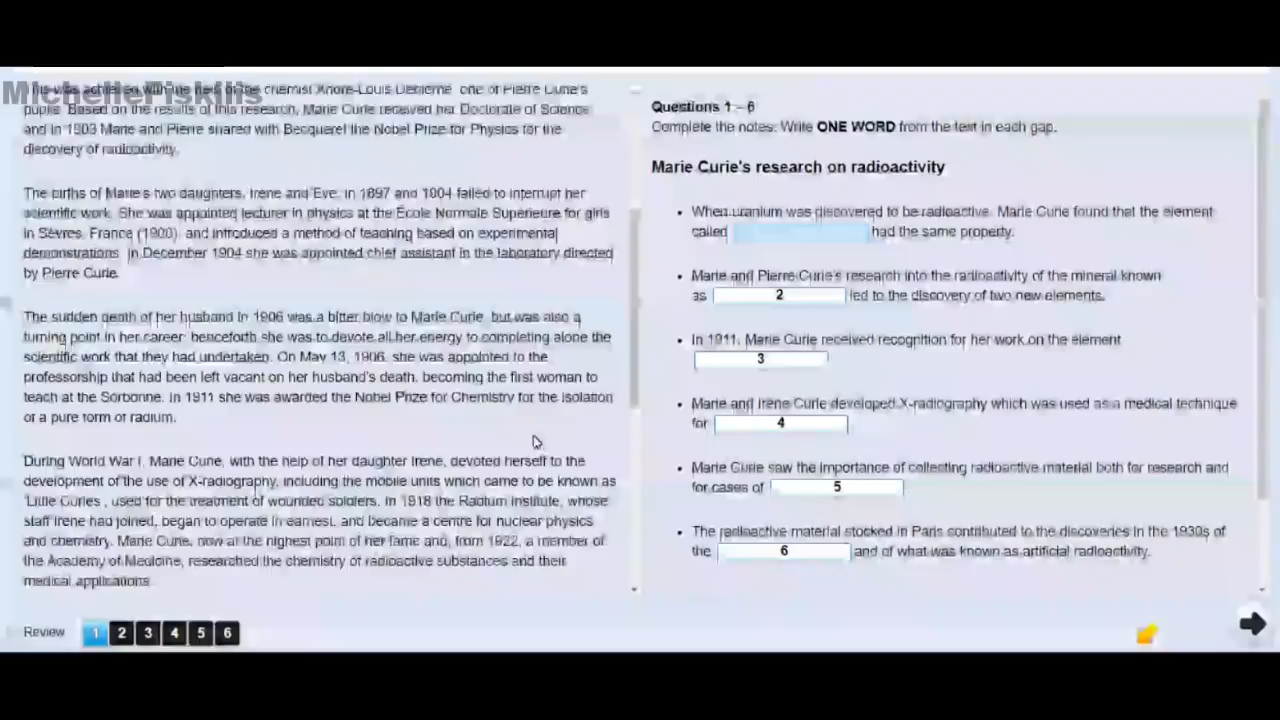 MichellePiskilis
This was achieved with the help of the chemist André-Louis Debierne one of Pierre Curie's
pupils. Based on the results of this research, Marie Curie received her Doctorate of Science
and in 1903 Marie and Pierre shared with Becquerel the Nobel Prize for Physics for the
discovery of radioactivity.
The births of Marie's two daughters, Irene and Eve, in 1897 and 1904 failed to interrupt her
scientific work. She was appointed lecturer in physics at the École Normale Superieure for girls
in Sèvres, France (1900), and introduced a method of teaching based on experimental
demonstrations in December 1904 she was appointed chief assistant in the laboratory directed
by Pierre Curie.
The sudden death of her husband in 1906 was a bitter blow to Marie Curie, but was also a
turning point in her career: henceforth she was to devote all her energy to completing alone the
scientific work that they had undertaken. On May 13, 1906, she was appointed to the
professorship that had been left vacant on her husband's death, becoming the first woman to
teach at the Sorbonne. In 1911 she was awarded the Nobel Prize for Chemistry for the isolation
of a pure form of radium.
During World War I, Marie Curie, with the help of her daughter Irene, devoted herself to the
development of the use of X-radiography, including the mobile units which came to be known as
'Little Curies', used for the treatment of wounded soldiers. In 1918 the Radium Institute, whose
staff Irene had joined, began to operate in earnest, and became a centre for nuclear physics
and chemistry. Marie Curie, now at the highest point of her fame and, from 1922, a member of
the Academy of Medicine, researched the chemistry of radioactive substances and their
medical applications.
Questions 1 – 6
Complete the notes. Write ONE WORD from the text in each gap.
Marie Curie's research on radioactivity
• When uranium was discovered to be radioactive, Marie Curie found that the element
called had the same property.
• Marie and Pierre Curie's research into the radioactivity of the mineral known
as 2 led to the discovery of two new elements.
• In 1911, Marie Curie received recognition for her work on the element
3
• Marie and Irene Curie developed X-radiography which was used as a medical technique
for 4
• Marie Curie saw the importance of collecting radioactive material both for research and
for cases of 5
• The radioactive material stocked in Paris contributed to the discoveries in the 1930s of
the 6 and of what was known as artificial radioactivity.
Review 1 2 3 4 5 6